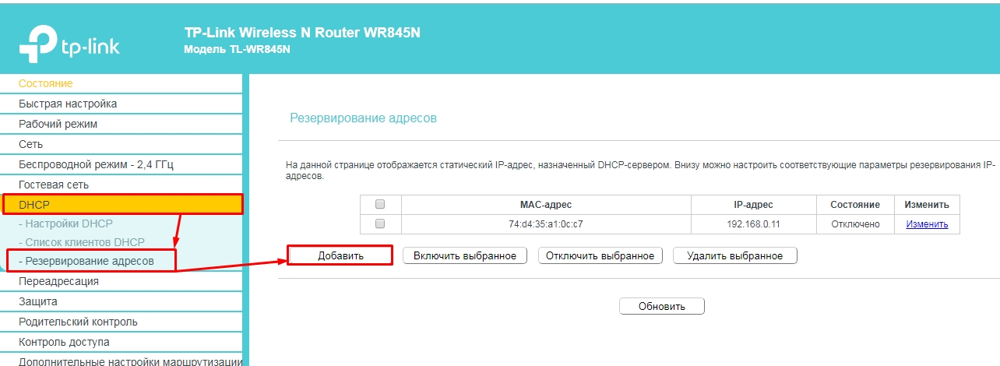 tp-link
TP-Link Wireless N Router WR845N
Модель TL-WR845N
Состояние
Быстрая настройка
Рабочий режим
Сеть
Беспроводной режим - 2,4 ГГц
Гостевая сеть
DHCP
- Настройки DHCP
- Список клиентов DHCP
- Резервирование адресов
Переадресация
Защита
Родительский контроль
Контроль доступа
Дополнительные настройки маршрутизации
Резервирование адресов
На данной странице отображается статический IP-адрес, назначенный DHCP-сервером. Внизу можно настроить соответствующие параметры резервирования IP-
адресов.
MAC-адрес IP-адрес Состояние Изменить
74:d4:35:a1:0c:c7 192.168.0.11 Отключено Изменить
Добавить Включить выбранное Отключить выбранное Удалить выбранное
Обновить